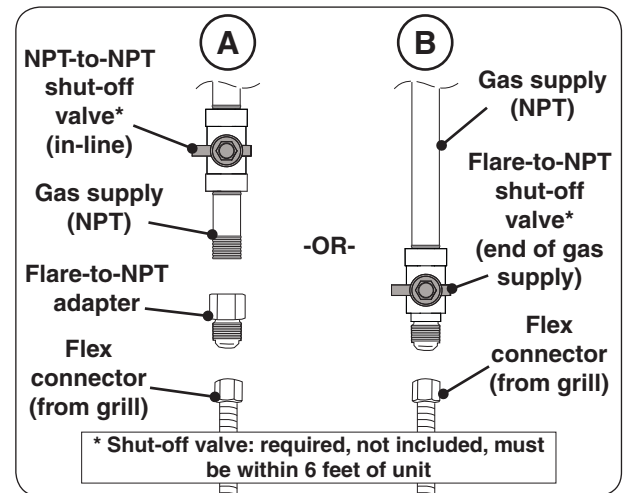 A
NPT-to-NPT
shut-off
valve*
(in-line)
Gas supply
(NPT)
Flare-to-NPT
adapter
Flex
connector
(from grill)
-OR-
B
Gas supply
(NPT)
Flare-to-NPT
shut-off
valve*
(end of gas
supply)
Flex
connector
(from grill)
* Shut-off valve: required, not included, must
be within 6 feet of unit